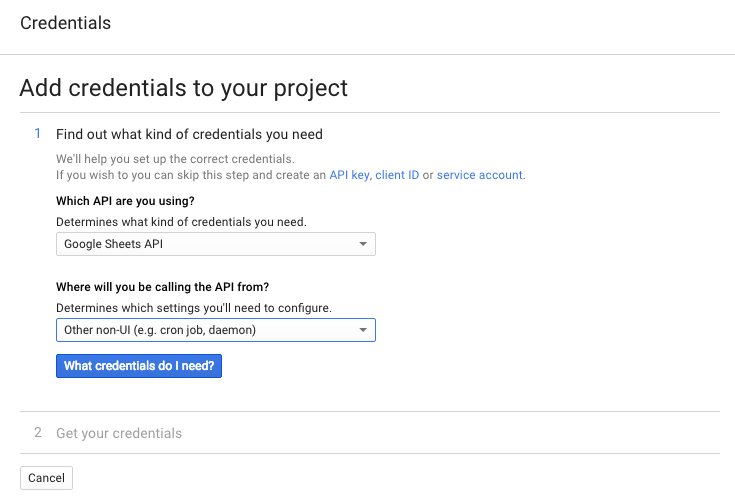 Credentials
Add credentials to your project
1 Find out what kind of credentials you need
We'll help you set up the correct credentials.
If you wish to you can skip this step and create an API key, client ID or service account.
Which API are you using?
Determines what kind of credentials you need.
Google Sheets API
Where will you be calling the API from?
Determines which settings you'll need to configure.
Other non-UI (e.g. cron job, daemon)
What credentials do I need?
2 Get your credentials
Cancel